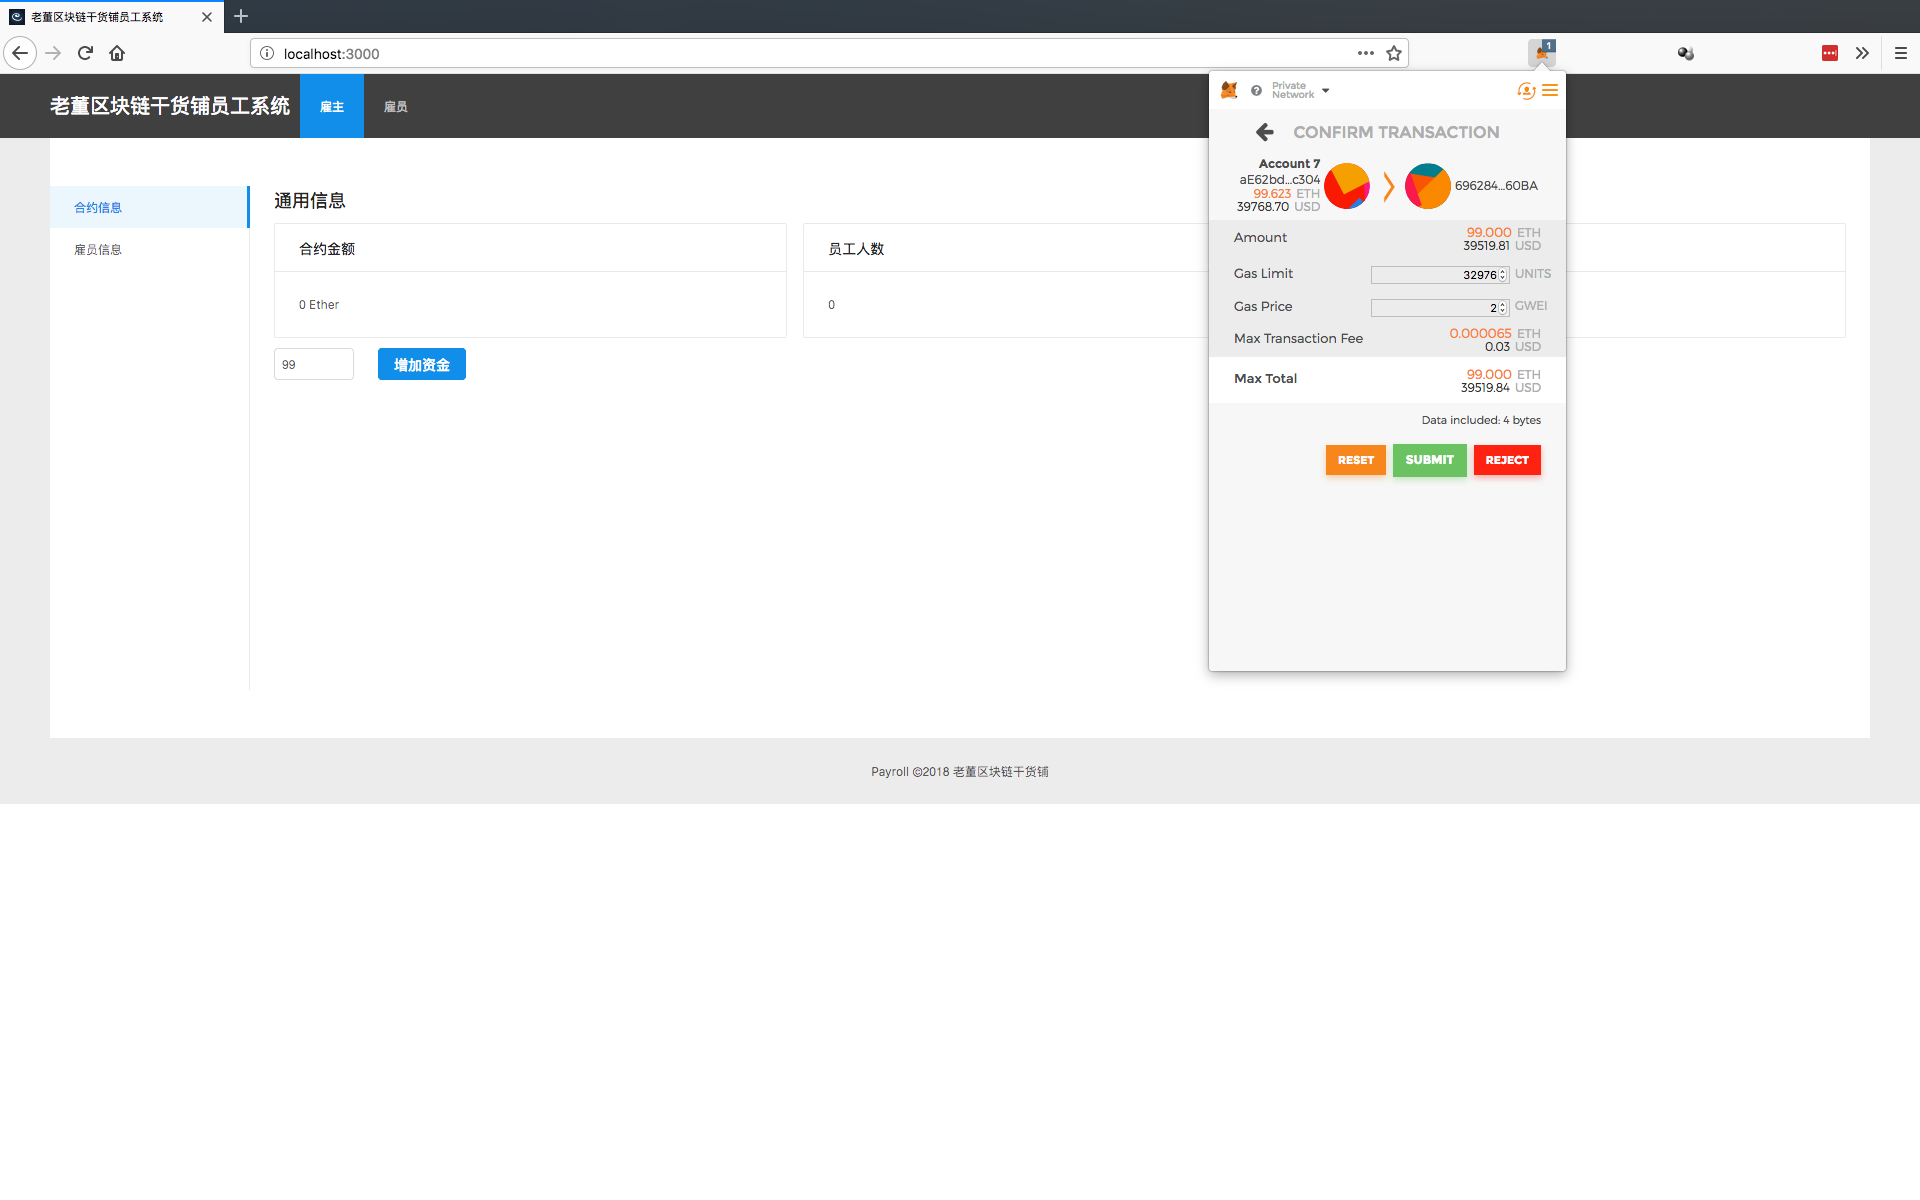 老董区块链干货铺员工系统
localhost:3000
1
老董区块链干货铺员工系统
雇主
雇员
合约信息
雇员信息
通用信息
合约金额
员工人数
0 Ether
0
99
增加资金
Private
Network
CONFIRM TRANSACTION
Account 7
aE62bd...c304
99.623 ETH
39768.70 USD
696284...60BA
Amount
99.000 ETH
39519.81 USD
Gas Limit
32976 UNITS
Gas Price
2 GWEI
Max Transaction Fee
0.000065 ETH
0.03 USD
Max Total
99.000 ETH
39519.84 USD
Data included: 4 bytes
RESET SUBMIT REJECT
Payroll ©2018 老董区块链干货铺